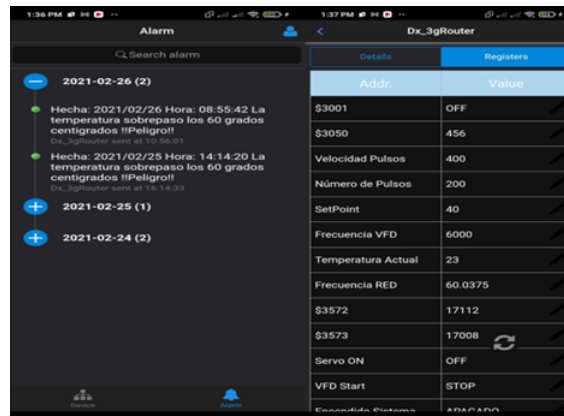 1:36 PM
Alarm
Search alarm
2021-02-26 (2)
Hecha: 2021/02/26 Hora: 08:55:42 La
temperatura sobrepaso los 60 grados
centigrados !!Peligro!!
Dx_3gRouter sent at 10:56:01
Hecha: 2021/02/25 Hora: 14:14:20 La
temperatura sobrepaso los 60 grados
centigrados !!Peligro!!
Dx_3gRouter sent at 16:14:33
2021-02-25 (1)
2021-02-24 (2)
Device
Alarm
1:37 PM
Dx_3gRouter
Details
Registers
Addr.
Value
$3001
OFF
$3050
456
Velocidad Pulsos
400
Número de Pulsos
200
SetPoint
40
Frecuencia VFD
6000
Temperatura Actual
23
Frecuencia RED
60.0375
$3572
17112
$3573
17008
Servo ON
OFF
VFD Start
STOP
Encendido Sistema
APAGADO